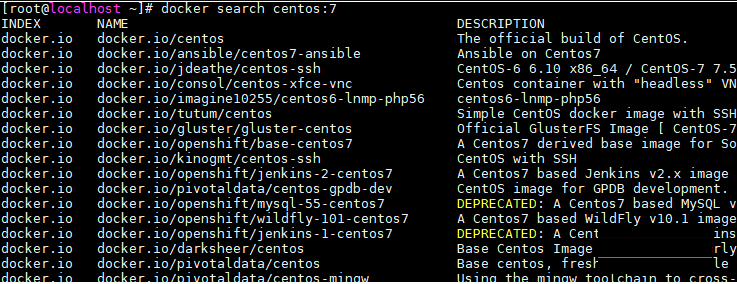 [root@localhost ~]# docker search centos:7
INDEX NAME DESCRIPTION
docker.io docker.io/centos The official build of CentOS.
docker.io docker.io/ansible/centos7-ansible Ansible on Centos7
docker.io docker.io/jdeathe/centos-ssh CentOS-6 6.10 x86_64 / CentOS-7 7.5
docker.io docker.io/consol/centos-xfce-vnc Centos container with "headless" VN
docker.io docker.io/imagine10255/centos6-lnmp-php56 centos6-lnmp-php56
docker.io docker.io/tutum/centos Simple CentOS docker image with SSH
docker.io docker.io/gluster/gluster-centos Official GlusterFS Image [ CentOS-7
docker.io docker.io/openshift/base-centos7 A Centos7 derived base image for So
docker.io docker.io/kinogmt/centos-ssh CentOS with SSH
docker.io docker.io/openshift/jenkins-2-centos7 A Centos7 based Jenkins v2.x image
docker.io docker.io/pivotaldata/centos-gpdb-dev CentOS image for GPDB development.
docker.io docker.io/openshift/mysql-55-centos7 DEPRECATED: A Centos7 based MySQL v
docker.io docker.io/openshift/wildfly-101-centos7 A Centos7 based WildFly v10.1 image
docker.io docker.io/openshift/jenkins-1-centos7 DEPRECATED: A Cent ins
docker.io docker.io/darksheer/centos Base Centos Image rly
docker.io docker.io/pivotaldata/centos Base centos, fresh le
docker.io docker.io/pivotaldata/centos-mingw Using the mingw toolchain to cross-